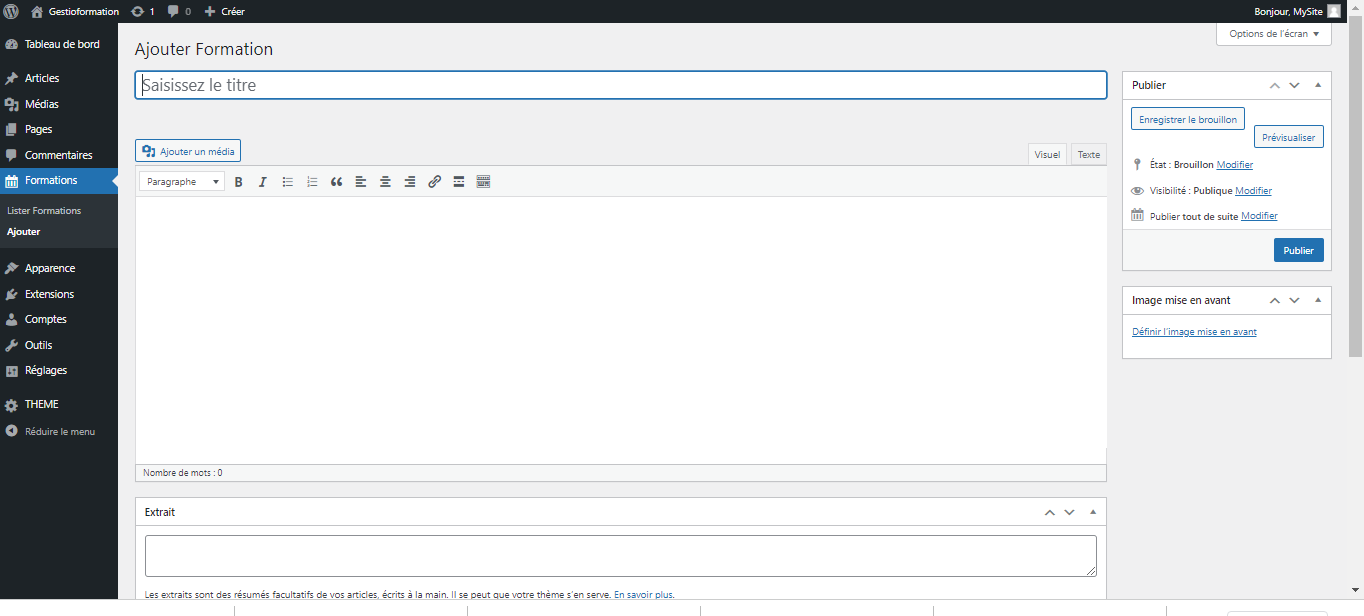 Gestioformation 1 0 Créer Bonjour, MySite
Options de l'écran
Tableau de bord
Articles
Médias
Pages
Commentaires
Formations
Lister Formations
Ajouter
Apparence
Extensions
Comptes
Outils
Réglages
THEME
Réduire le menu
Ajouter Formation
Saisissez le titre
Ajouter un média
Visuel Texte
Paragraphe B I
Nombre de mots : 0
Extrait
Les extraits sont des résumés facultatifs de vos articles, écrits à la main. Il se peut que votre thème s'en serve. En savoir plus.
Publier
Enregistrer le brouillon
Prévisualiser
État : Brouillon Modifier
Visibilité : Publique Modifier
Publier tout de suite Modifier
Publier
Image mise en avant
Définir l'image mise en avant